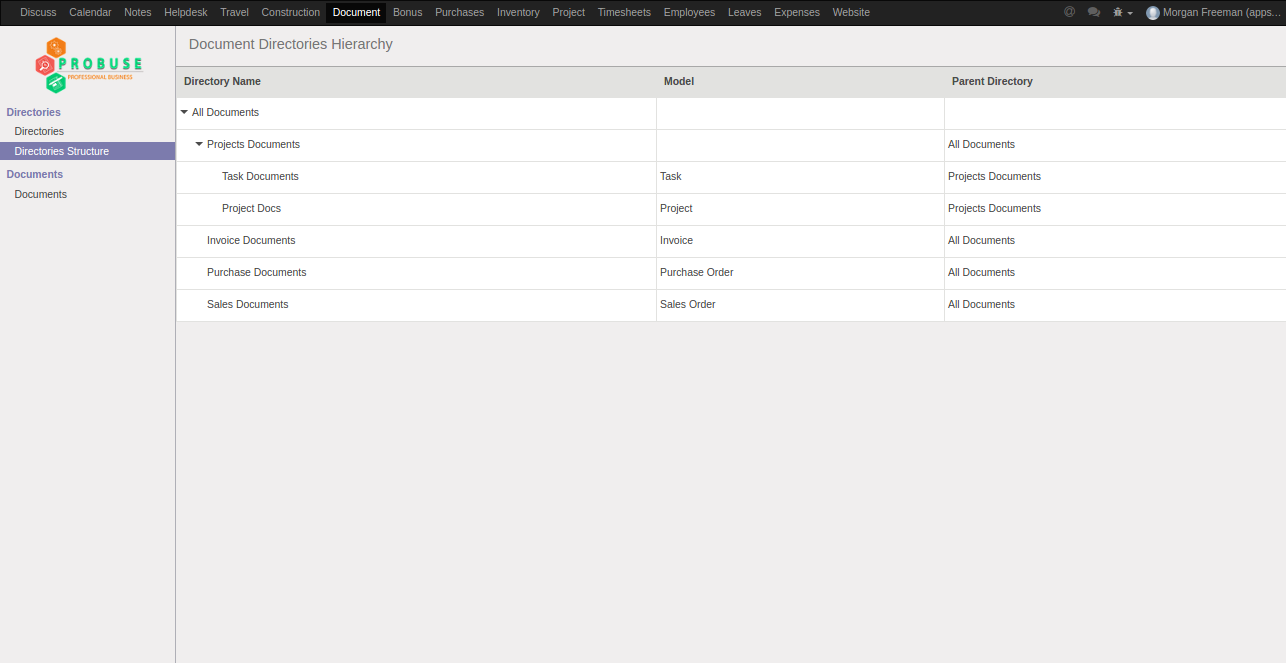 Discuss Calendar Notes Helpdesk Travel Construction Document Bonus Purchases Inventory Project Timesheets Employees Leaves Expenses Website @ Morgan Freeman (apps...
PROBUSE
PROFESSIONAL BUSINESS
Directories
Directories
Directories Structure
Documents
Documents
Document Directories Hierarchy
Directory Name Model Parent Directory
All Documents
Projects Documents All Documents
Task Documents Task Projects Documents
Project Docs Project Projects Documents
Invoice Documents Invoice All Documents
Purchase Documents Purchase Order All Documents
Sales Documents Sales Order All Documents